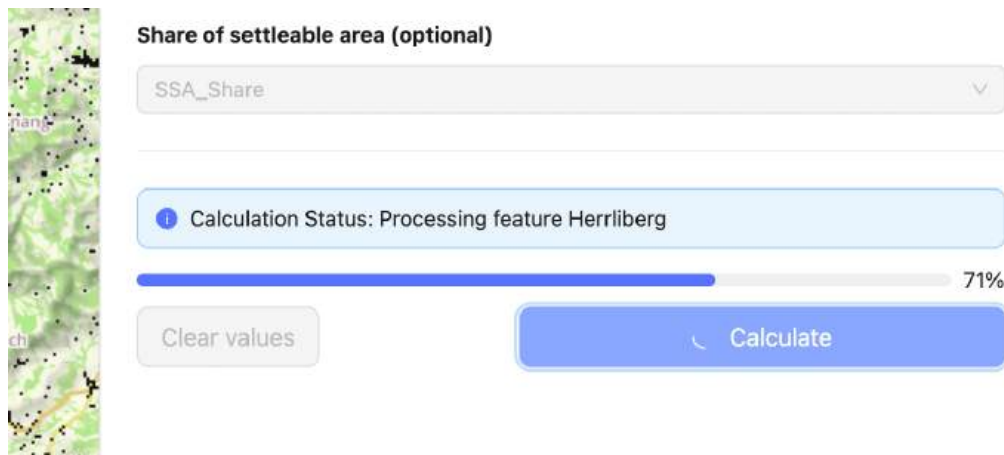 Share of settleable area (optional)
SSA_Share
Calculation Status: Processing feature Herrliberg
71%
Clear values
Calculate